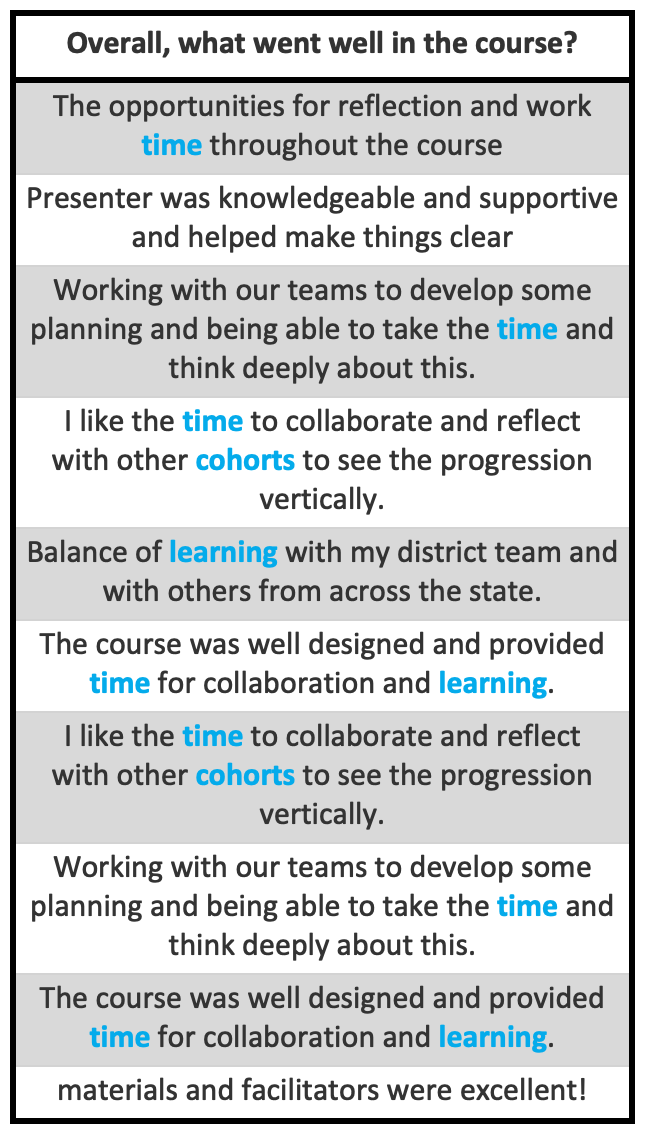 Overall, what went well in the course?
The opportunities for reflection and work
time throughout the course
Presenter was knowledgeable and supportive
and helped make things clear
Working with our teams to develop some
planning and being able to take the time and
think deeply about this.
I like the time to collaborate and reflect
with other cohorts to see the progression
vertically.
Balance of learning with my district team and
with others from across the state.
The course was well designed and provided
time for collaboration and learning.
I like the time to collaborate and reflect
with other cohorts to see the progression
vertically.
Working with our teams to develop some
planning and being able to take the time and
think deeply about this.
The course was well designed and provided
time for collaboration and learning.
materials and facilitators were excellent!